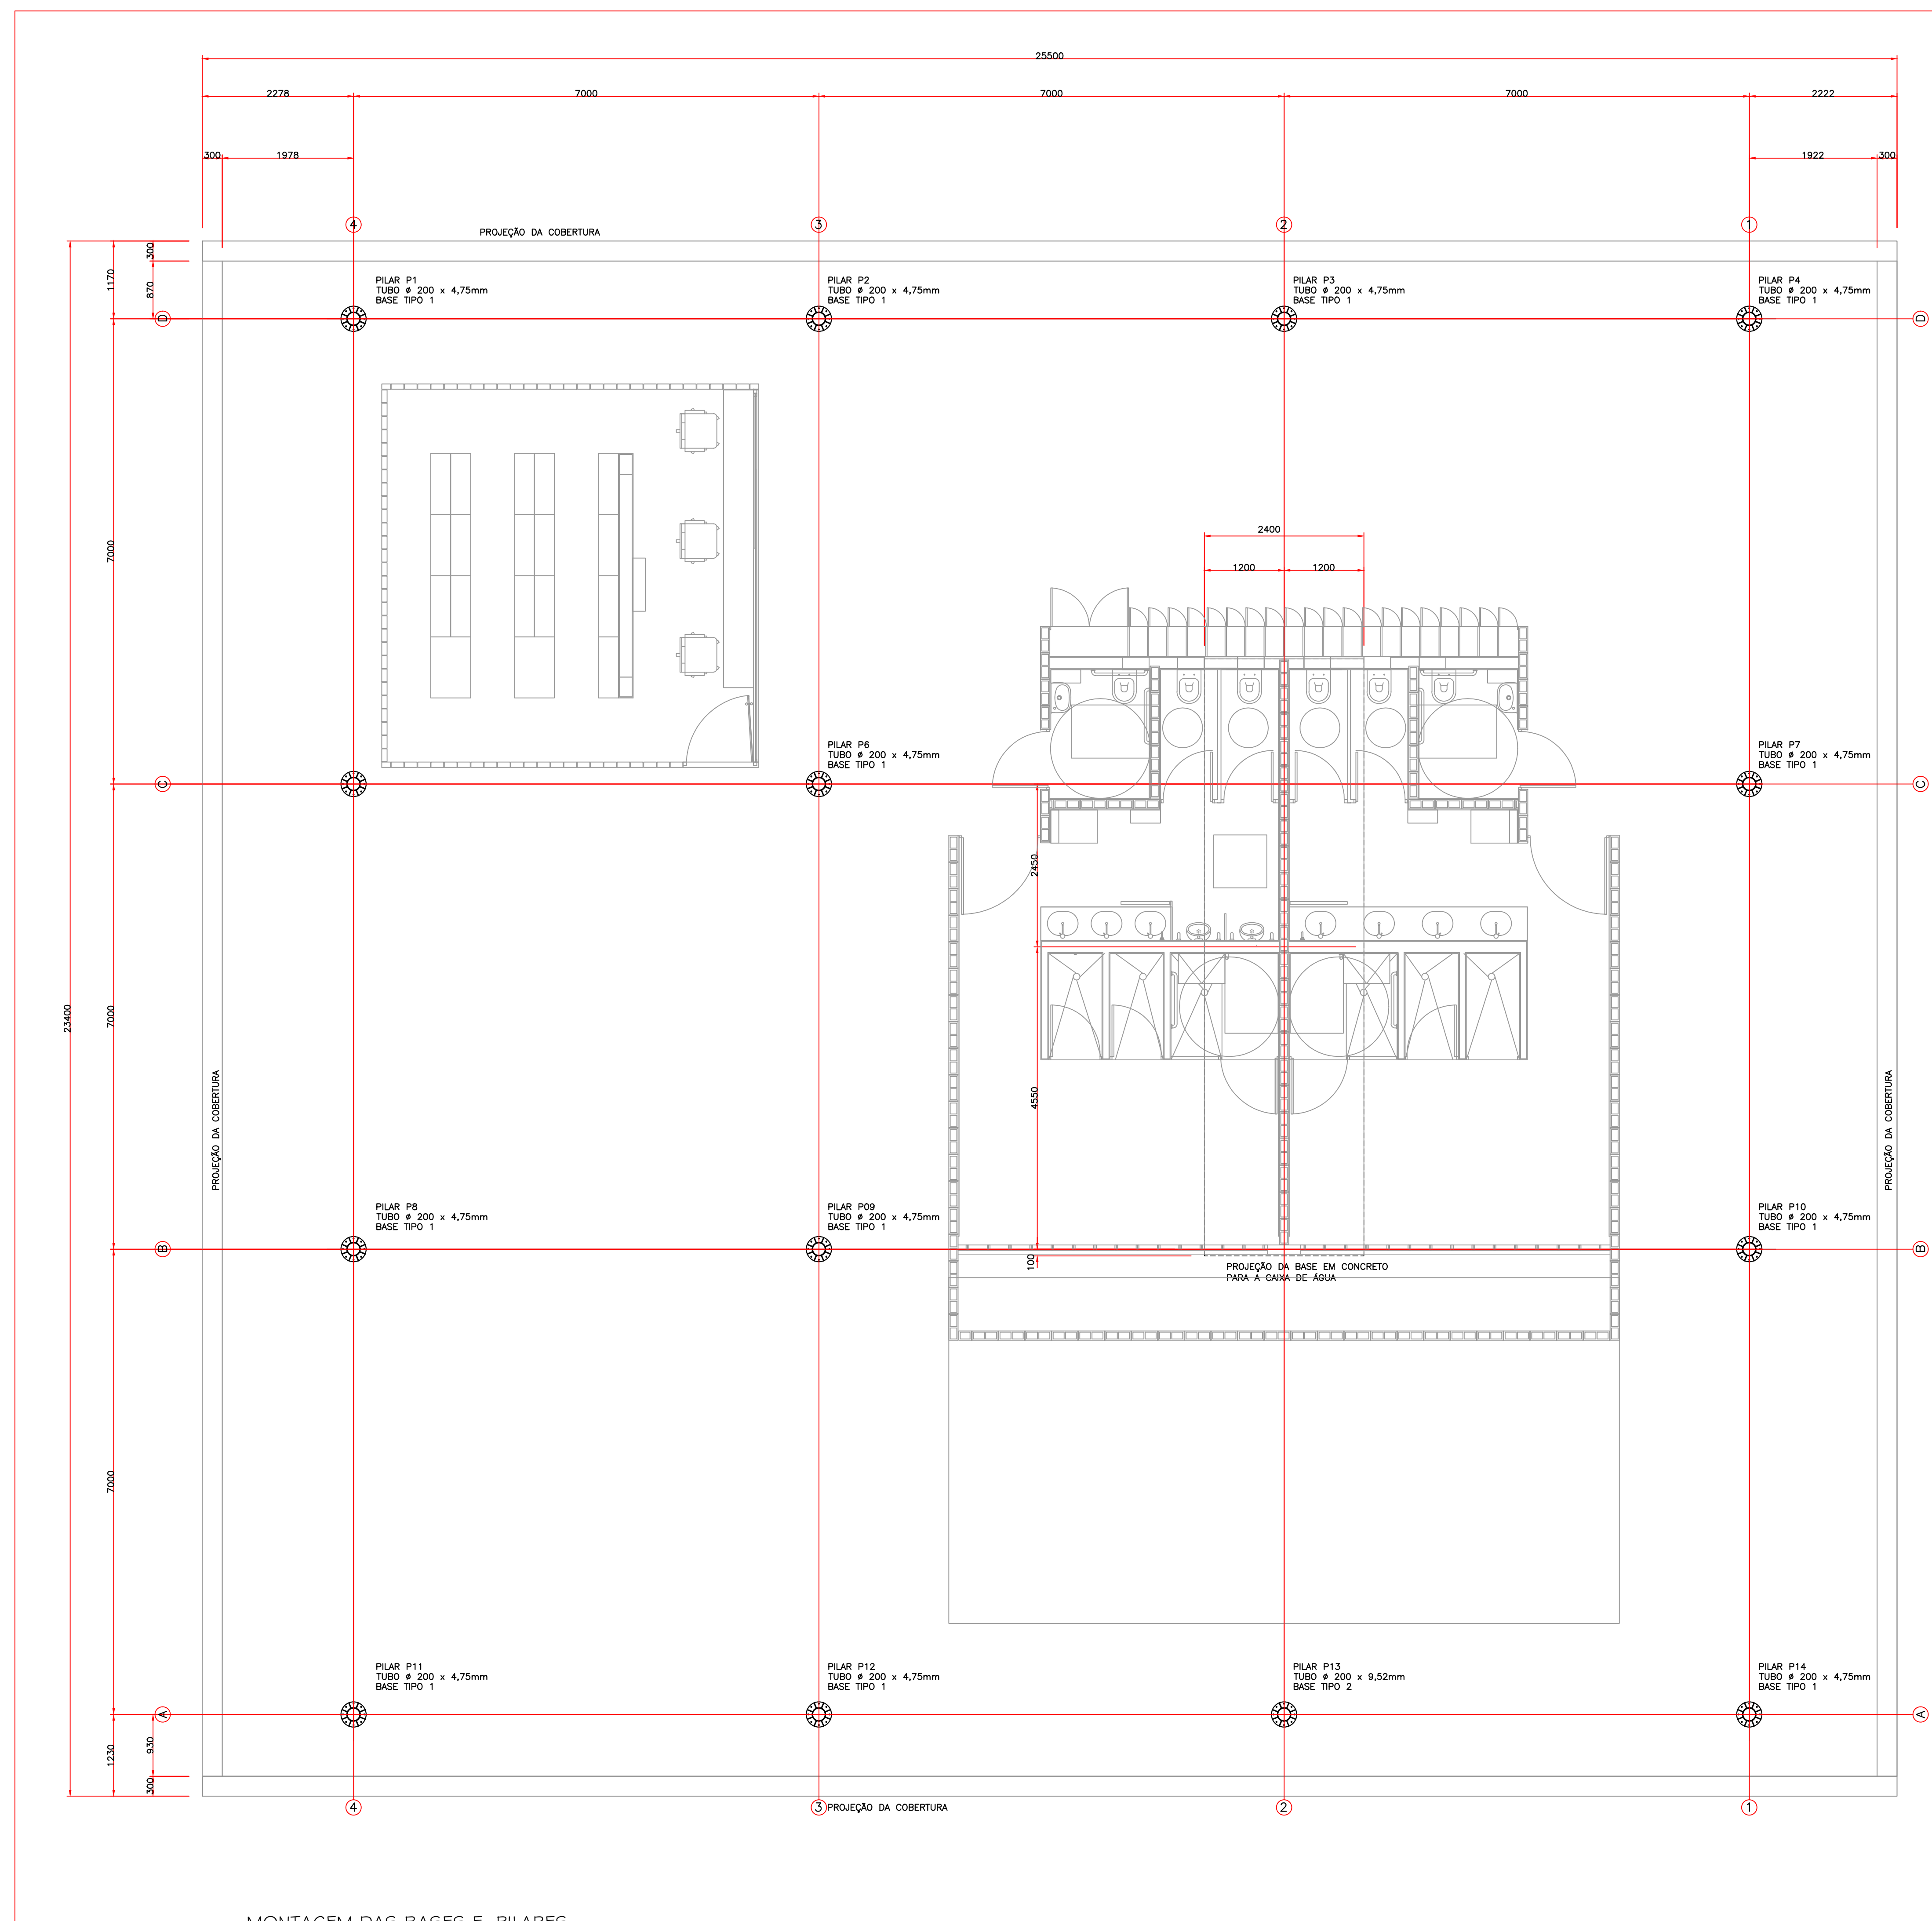 25500
2278
7000
7000
7000
2222
300
1978
1922
300
4
3
2
1
PROJEÇÃO DA COBERTURA
300
1170
870
PILAR P1
TUBO ø 200 x 4,75mm
BASE TIPO 1
PILAR P2
TUBO ø 200 x 4,75mm
BASE TIPO 1
PILAR P3
TUBO ø 200 x 4,75mm
BASE TIPO 1
PILAR P4
TUBO ø 200 x 4,75mm
BASE TIPO 1
D
D
7000
2400
1200
1200
PILAR P6
TUBO ø 200 x 4,75mm
BASE TIPO 1
PILAR P7
TUBO ø 200 x 4,75mm
BASE TIPO 1
C
C
2450
23400
7000
4550
PROJEÇÃO DA COBERTURA
PROJEÇÃO DA COBERTURA
PILAR P8
TUBO ø 200 x 4,75mm
BASE TIPO 1
PILAR P09
TUBO ø 200 x 4,75mm
BASE TIPO 1
PILAR P10
TUBO ø 200 x 4,75mm
BASE TIPO 1
B
B
100
PROJEÇÃO DA BASE EM CONCRETO
PARA A CAIXA DE ÁGUA
7000
PILAR P11
TUBO ø 200 x 4,75mm
BASE TIPO 1
PILAR P12
TUBO ø 200 x 4,75mm
BASE TIPO 1
PILAR P13
TUBO ø 200 x 9,52mm
BASE TIPO 2
PILAR P14
TUBO ø 200 x 4,75mm
BASE TIPO 1
A
A
1230
930
300
4
3
PROJEÇÃO DA COBERTURA
2
1
MONTAGEM DAS BASES E PILARES